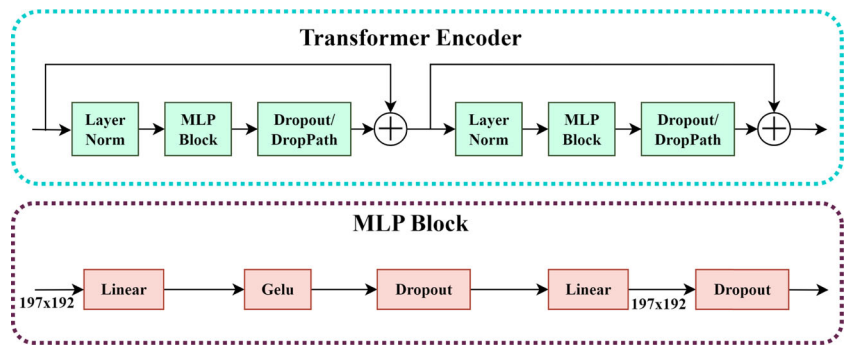 Transformer Encoder
Layer
Norm
MLP
Block
Dropout/
DropPath
Layer
Norm
MLP
Block
Dropout/
DropPath
MLP Block
197x192
Linear
Gelu
Dropout
Linear
197x192
Dropout